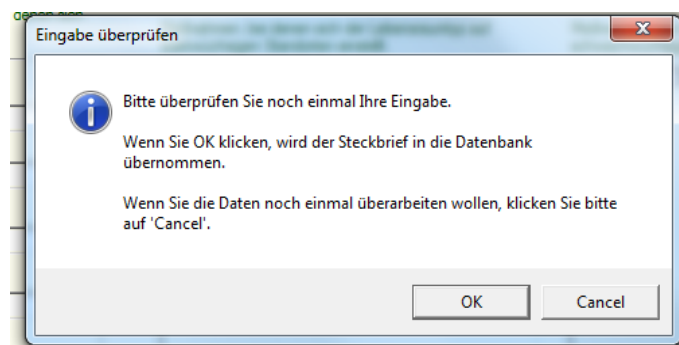 Eingabe überprüfen
Bitte überprüfen Sie noch einmal Ihre Eingabe.
Wenn Sie OK klicken, wird der Steckbrief in die Datenbank
übernommen.
Wenn Sie die Daten noch einmal überarbeiten wollen, klicken Sie bitte
auf 'Cancel'.
OK
Cancel